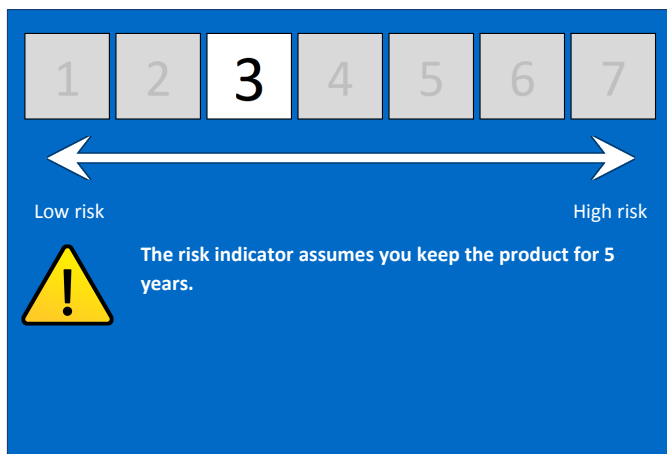 1 2 3 4 5 6 7
Low risk High risk
The risk indicator assumes you keep the product for 5
years.